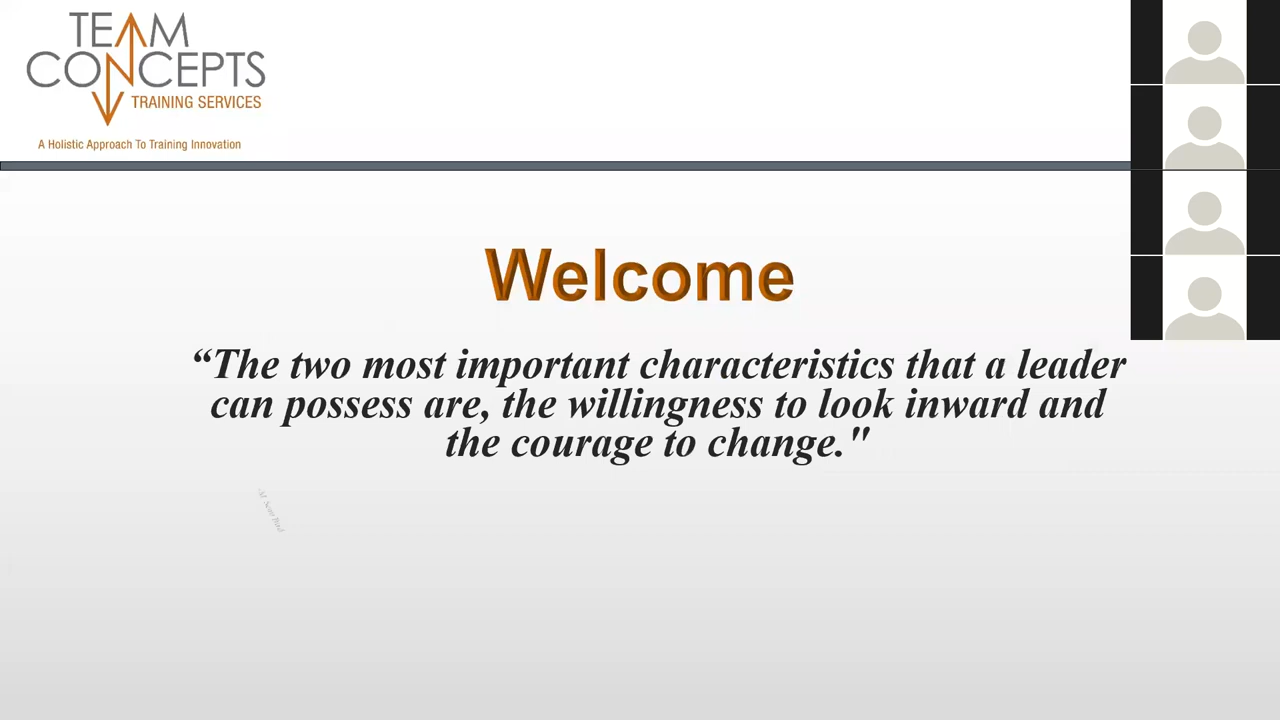 TEAM
CONCEPTS
TRAINING SERVICES
A Holistic Approach To Training Innovation
Welcome
“The two most important characteristics that a leader
can possess are, the willingness to look inward and
the courage to change."